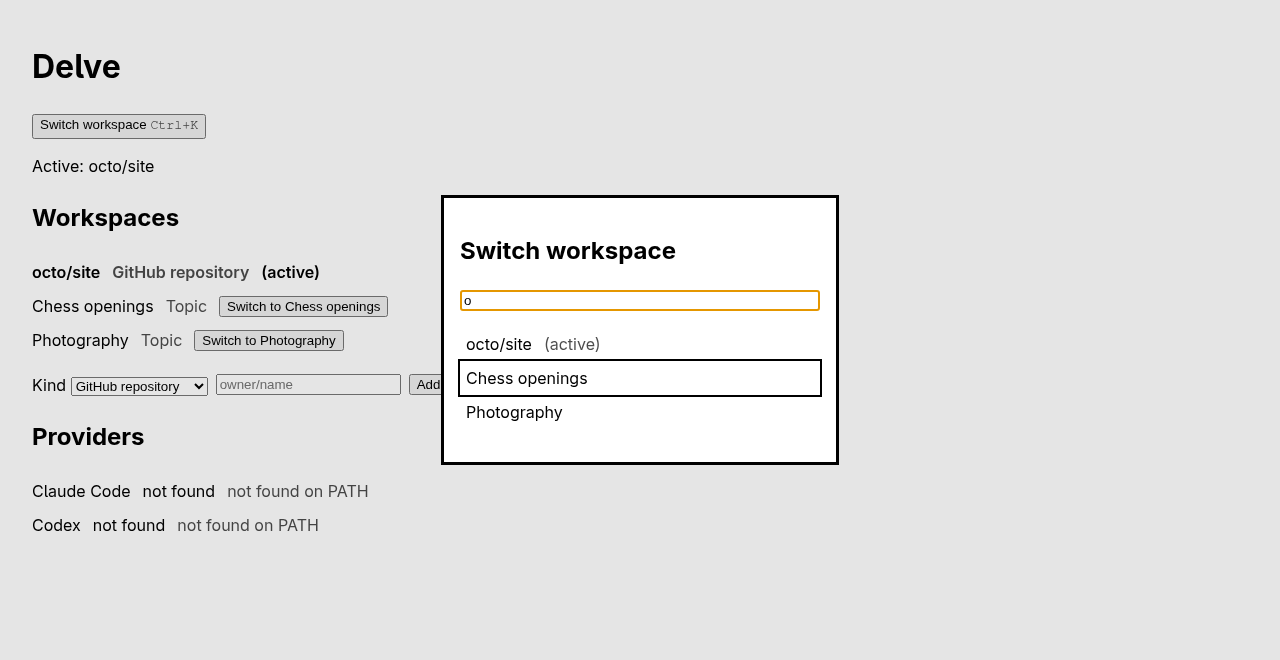 Delve
Switch workspace Ctrl+K
Active: octo/site
Workspaces
octo/site GitHub repository (active)
Chess openings Topic Switch to Chess openings
Photography Topic Switch to Photography
Kind GitHub repository owner/name Add
Providers
Claude Code not found not found on PATH
Codex not found not found on PATH
Switch workspace
o
octo/site (active)
Chess openings
Photography